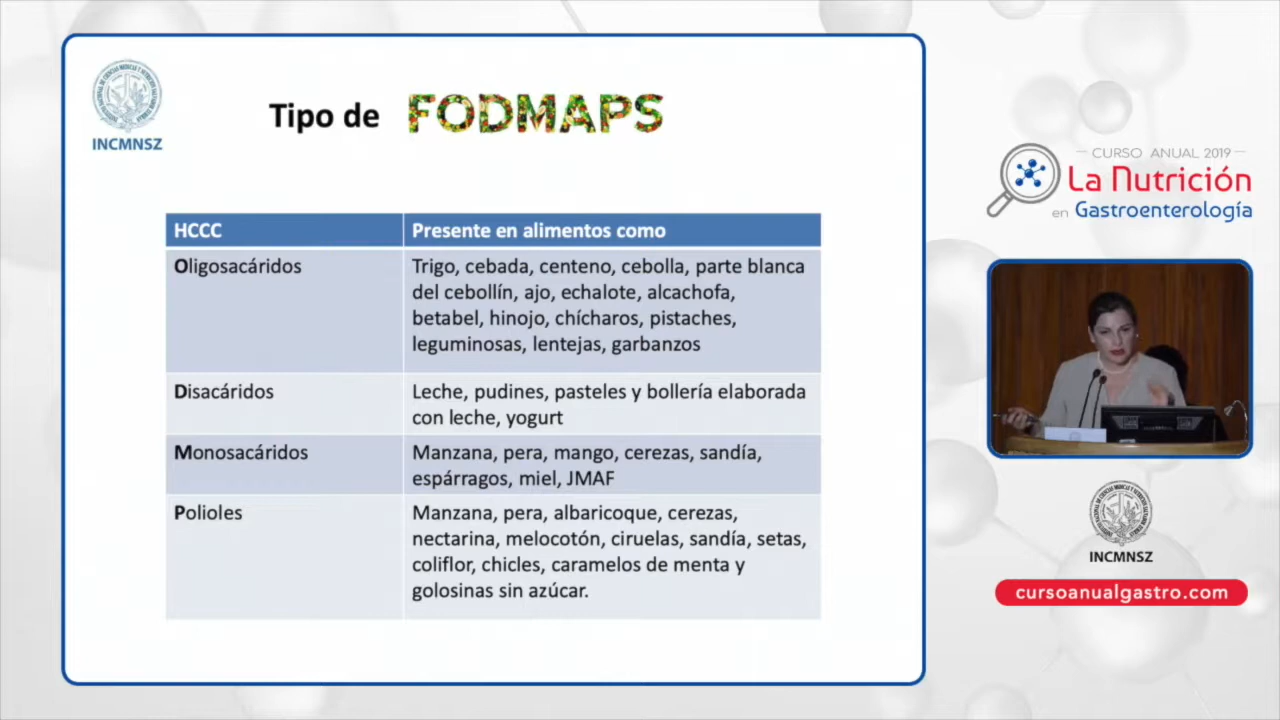 INCMNSZ
Tipo de FODMAPS
HCCC
Presente en alimentos como
Oligosacáridos
Trigo, cebada, centeno, cebolla, parte blanca
del cebollín, ajo, echalote, alcachofa,
betabel, hinojo, chícharos, pistaches,
leguminosas, lentejas, garbanzos
Disacáridos
Leche, pudines, pasteles y bollería elaborada
con leche, yogurt
Monosacáridos
Manzana, pera, mango, cerezas, sandía,
espárragos, miel, JMAF
Polioles
Manzana, pera, albaricoque, cerezas,
nectarina, melocotón, ciruelas, sandía, setas,
coliflor, chicles, caramelos de menta y
golosinas sin azúcar.
CURSO ANUAL 2019
La Nutrición
en Gastroenterología
INCMNSZ
cursoanualgastro.com